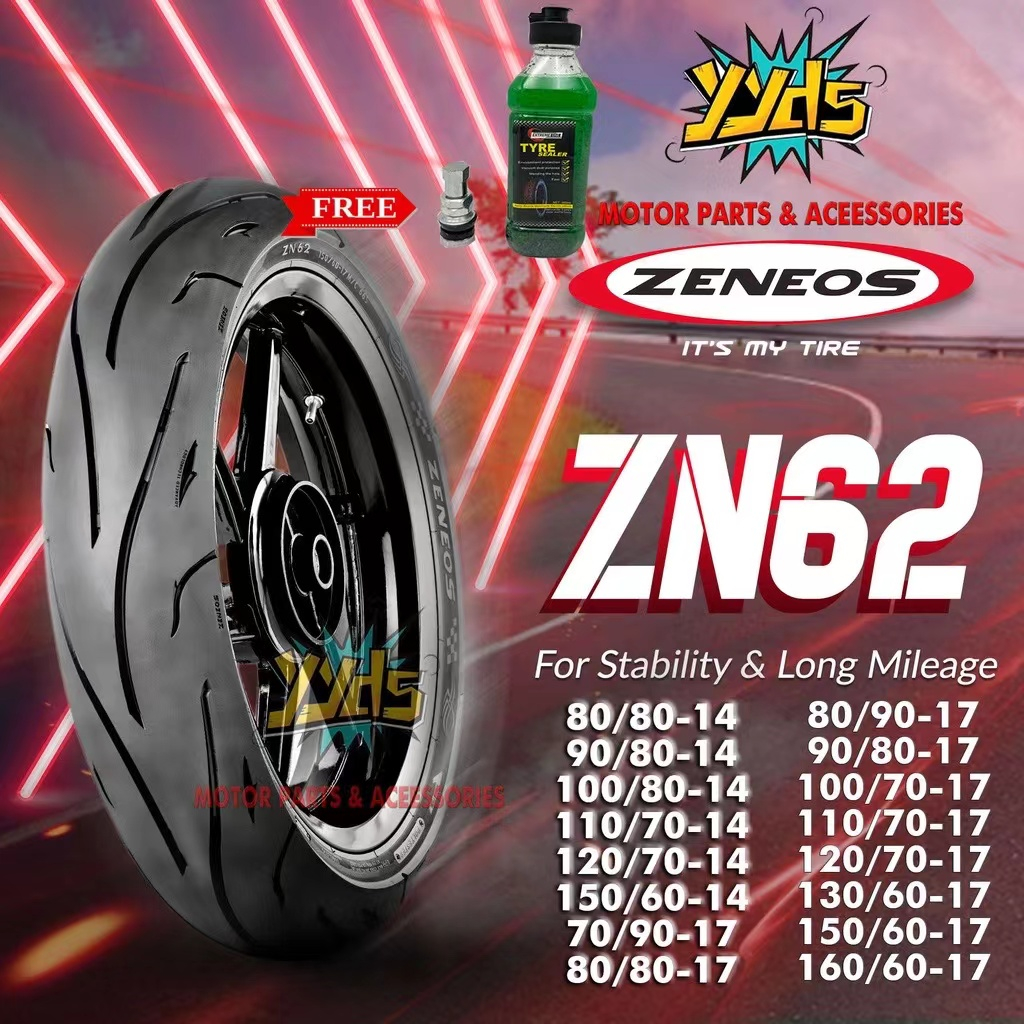 yyds
MOTOR PARTS & ACEESSORIES
TYRE
SEALER
FREE
ZENEOS
IT'S MY TIRE
ZN62
ZENEOS
ZN62
For Stability & Long Mileage
80/80-14
90/80-14
100/80-14
110/70-14
120/70-14
150/60-14
70/90-17
80/80-17
80/90-17
90/80-17
100/70-17
110/70-17
120/70-17
130/60-17
150/60-17
160/60-17
yyds
MOTOR PARTS & ACEESSORIES